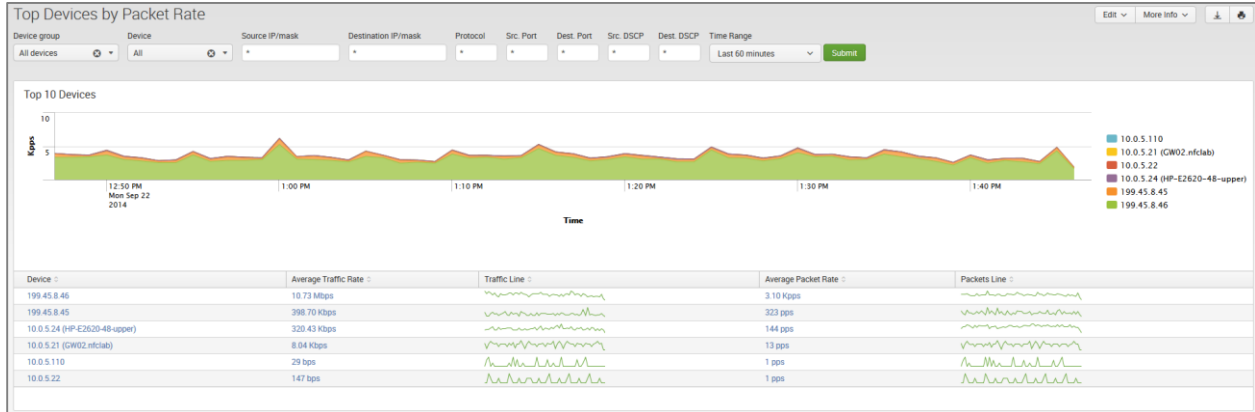 Top Devices by Packet Rate
Edit More Info
Device group Device Source IP/mask Destination IP/mask Protocol Src. Port Dest. Port Src. DSCP Dest. DSCP Time Range
All devices All * * * * * * * Last 60 minutes Submit
Top 10 Devices
10
5
Kpps
12:50 PM 1:00 PM 1:10 PM 1:20 PM 1:30 PM 1:40 PM
Mon Sep 22
2014
Time
10.0.5.110
10.0.5.21 (GW02.nfclab)
10.0.5.22
10.0.5.24 (HP-E2620-48-upper)
199.45.8.45
199.45.8.46
Device Average Traffic Rate Traffic Line Average Packet Rate Packets Line
199.45.8.46 10.73 Mbps 3.10 Kpps
199.45.8.45 398.70 Kbps 323 pps
10.0.5.24 (HP-E2620-48-upper) 320.43 Kbps 144 pps
10.0.5.21 (GW02.nfclab) 8.04 Kbps 13 pps
10.0.5.110 29 bps 1 pps
10.0.5.22 147 bps 1 pps